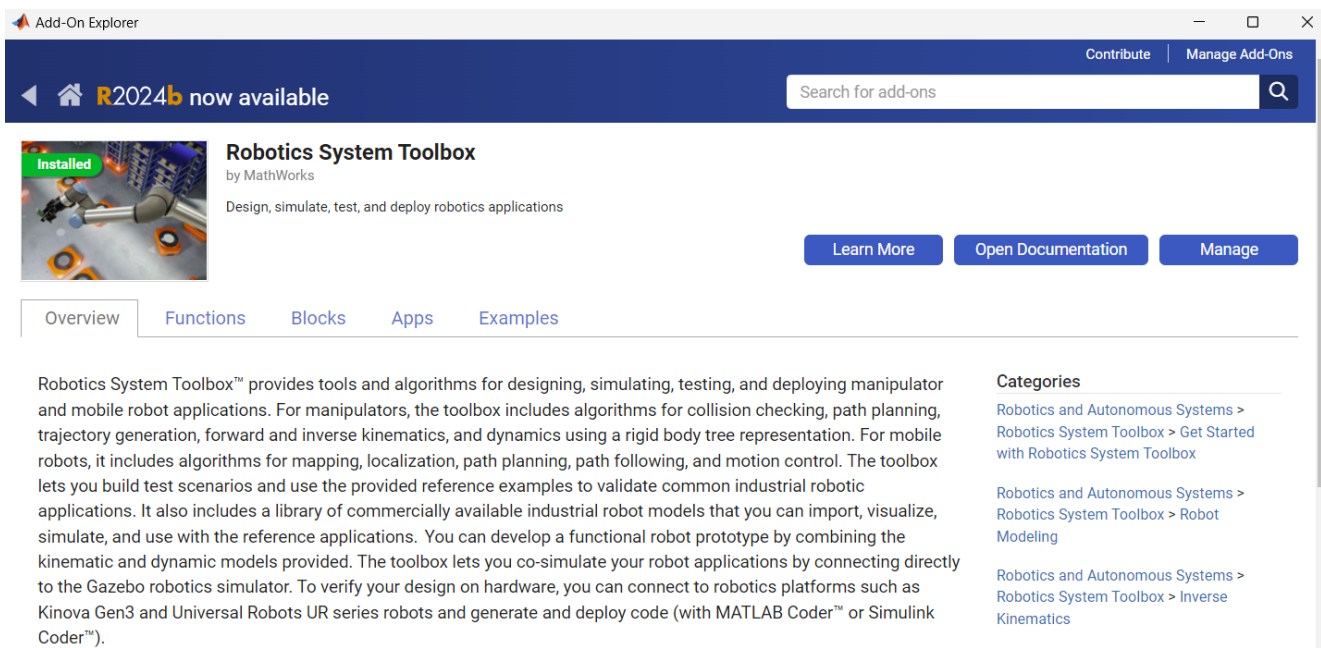 Add-On Explorer
Contribute
Manage Add-Ons
R2024b now available
Search for add-ons
Installed
Robotics System Toolbox
by MathWorks
Design, simulate, test, and deploy robotics applications
Learn More
Open Documentation
Manage
Overview
Functions
Blocks
Apps
Examples
Robotics System Toolbox™ provides tools and algorithms for designing, simulating, testing, and deploying manipulator
and mobile robot applications. For manipulators, the toolbox includes algorithms for collision checking, path planning,
trajectory generation, forward and inverse kinematics, and dynamics using a rigid body tree representation. For mobile
robots, it includes algorithms for mapping, localization, path planning, path following, and motion control. The toolbox
lets you build test scenarios and use the provided reference examples to validate common industrial robotic
applications. It also includes a library of commercially available industrial robot models that you can import, visualize,
simulate, and use with the reference applications. You can develop a functional robot prototype by combining the
kinematic and dynamic models provided. The toolbox lets you co-simulate your robot applications by connecting directly
to the Gazebo robotics simulator. To verify your design on hardware, you can connect to robotics platforms such as
Kinova Gen3 and Universal Robots UR series robots and generate and deploy code (with MATLAB Coder™ or Simulink
Coder™).
Categories
Robotics and Autonomous Systems >
Robotics System Toolbox > Get Started
with Robotics System Toolbox
Robotics and Autonomous Systems >
Robotics System Toolbox > Robot
Modeling
Robotics and Autonomous Systems >
Robotics System Toolbox > Inverse
Kinematics